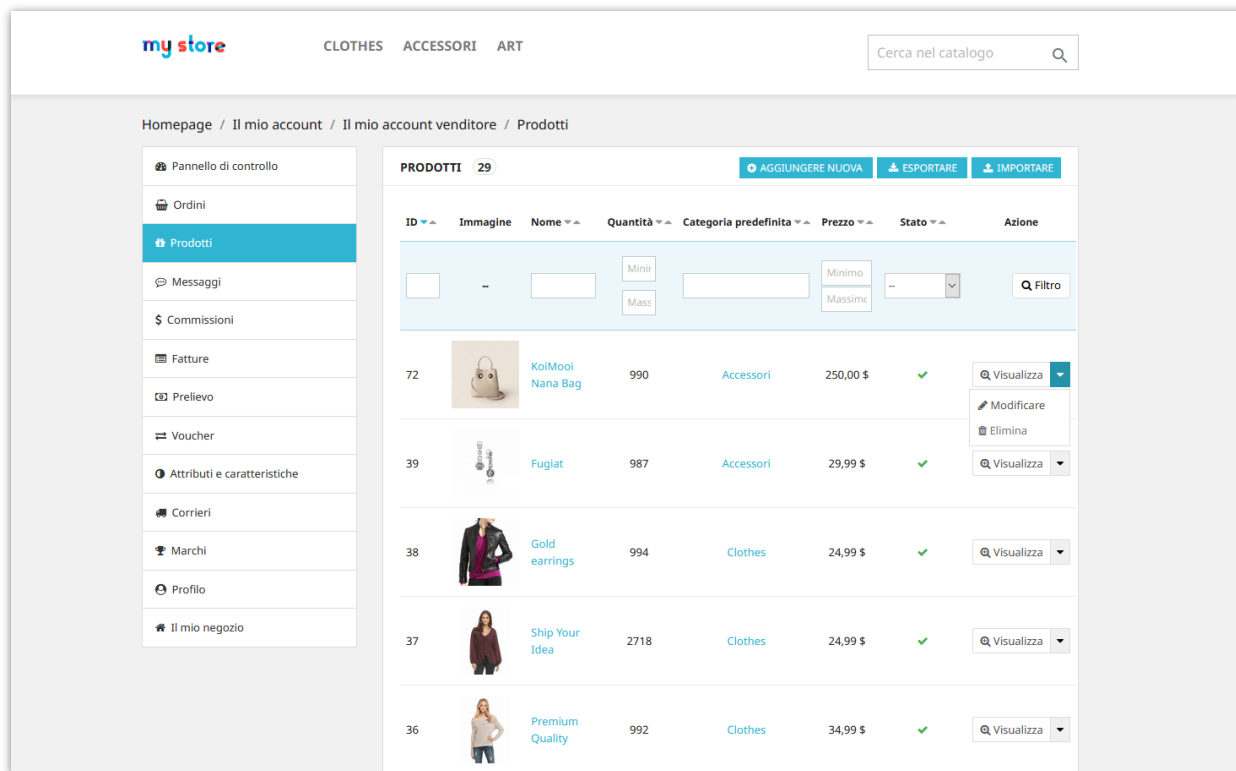 my store
CLOTHES ACCESSORI ART
Cerca nel catalogo
Homepage / Il mio account / Il mio account venditore / Prodotti
Pannello di controllo
Ordini
Prodotti
Messaggi
$ Commissioni
Fatture
Prelievo
Voucher
Attributi e caratteristiche
Corrieri
Marchi
Profilo
Il mio negozio
PRODOTTI 29
AGGIUNGERE NUOVA ESPORTARE IMPORTARE
ID Immagine Nome Quantità Categoria predefinita Prezzo Stato Azione
Minir Minimo
-- -- Filtro
Mass Massimo
72 KoiMooi Nana Bag 990 Accessori 250,00 $ Visualizza
Modificare
Elimina
39 Fugiat 987 Accessori 29,99 $ Visualizza
38 Gold earrings 994 Clothes 24,99 $ Visualizza
37 Ship Your Idea 2718 Clothes 24,99 $ Visualizza
36 Premium Quality 992 Clothes 34,99 $ Visualizza